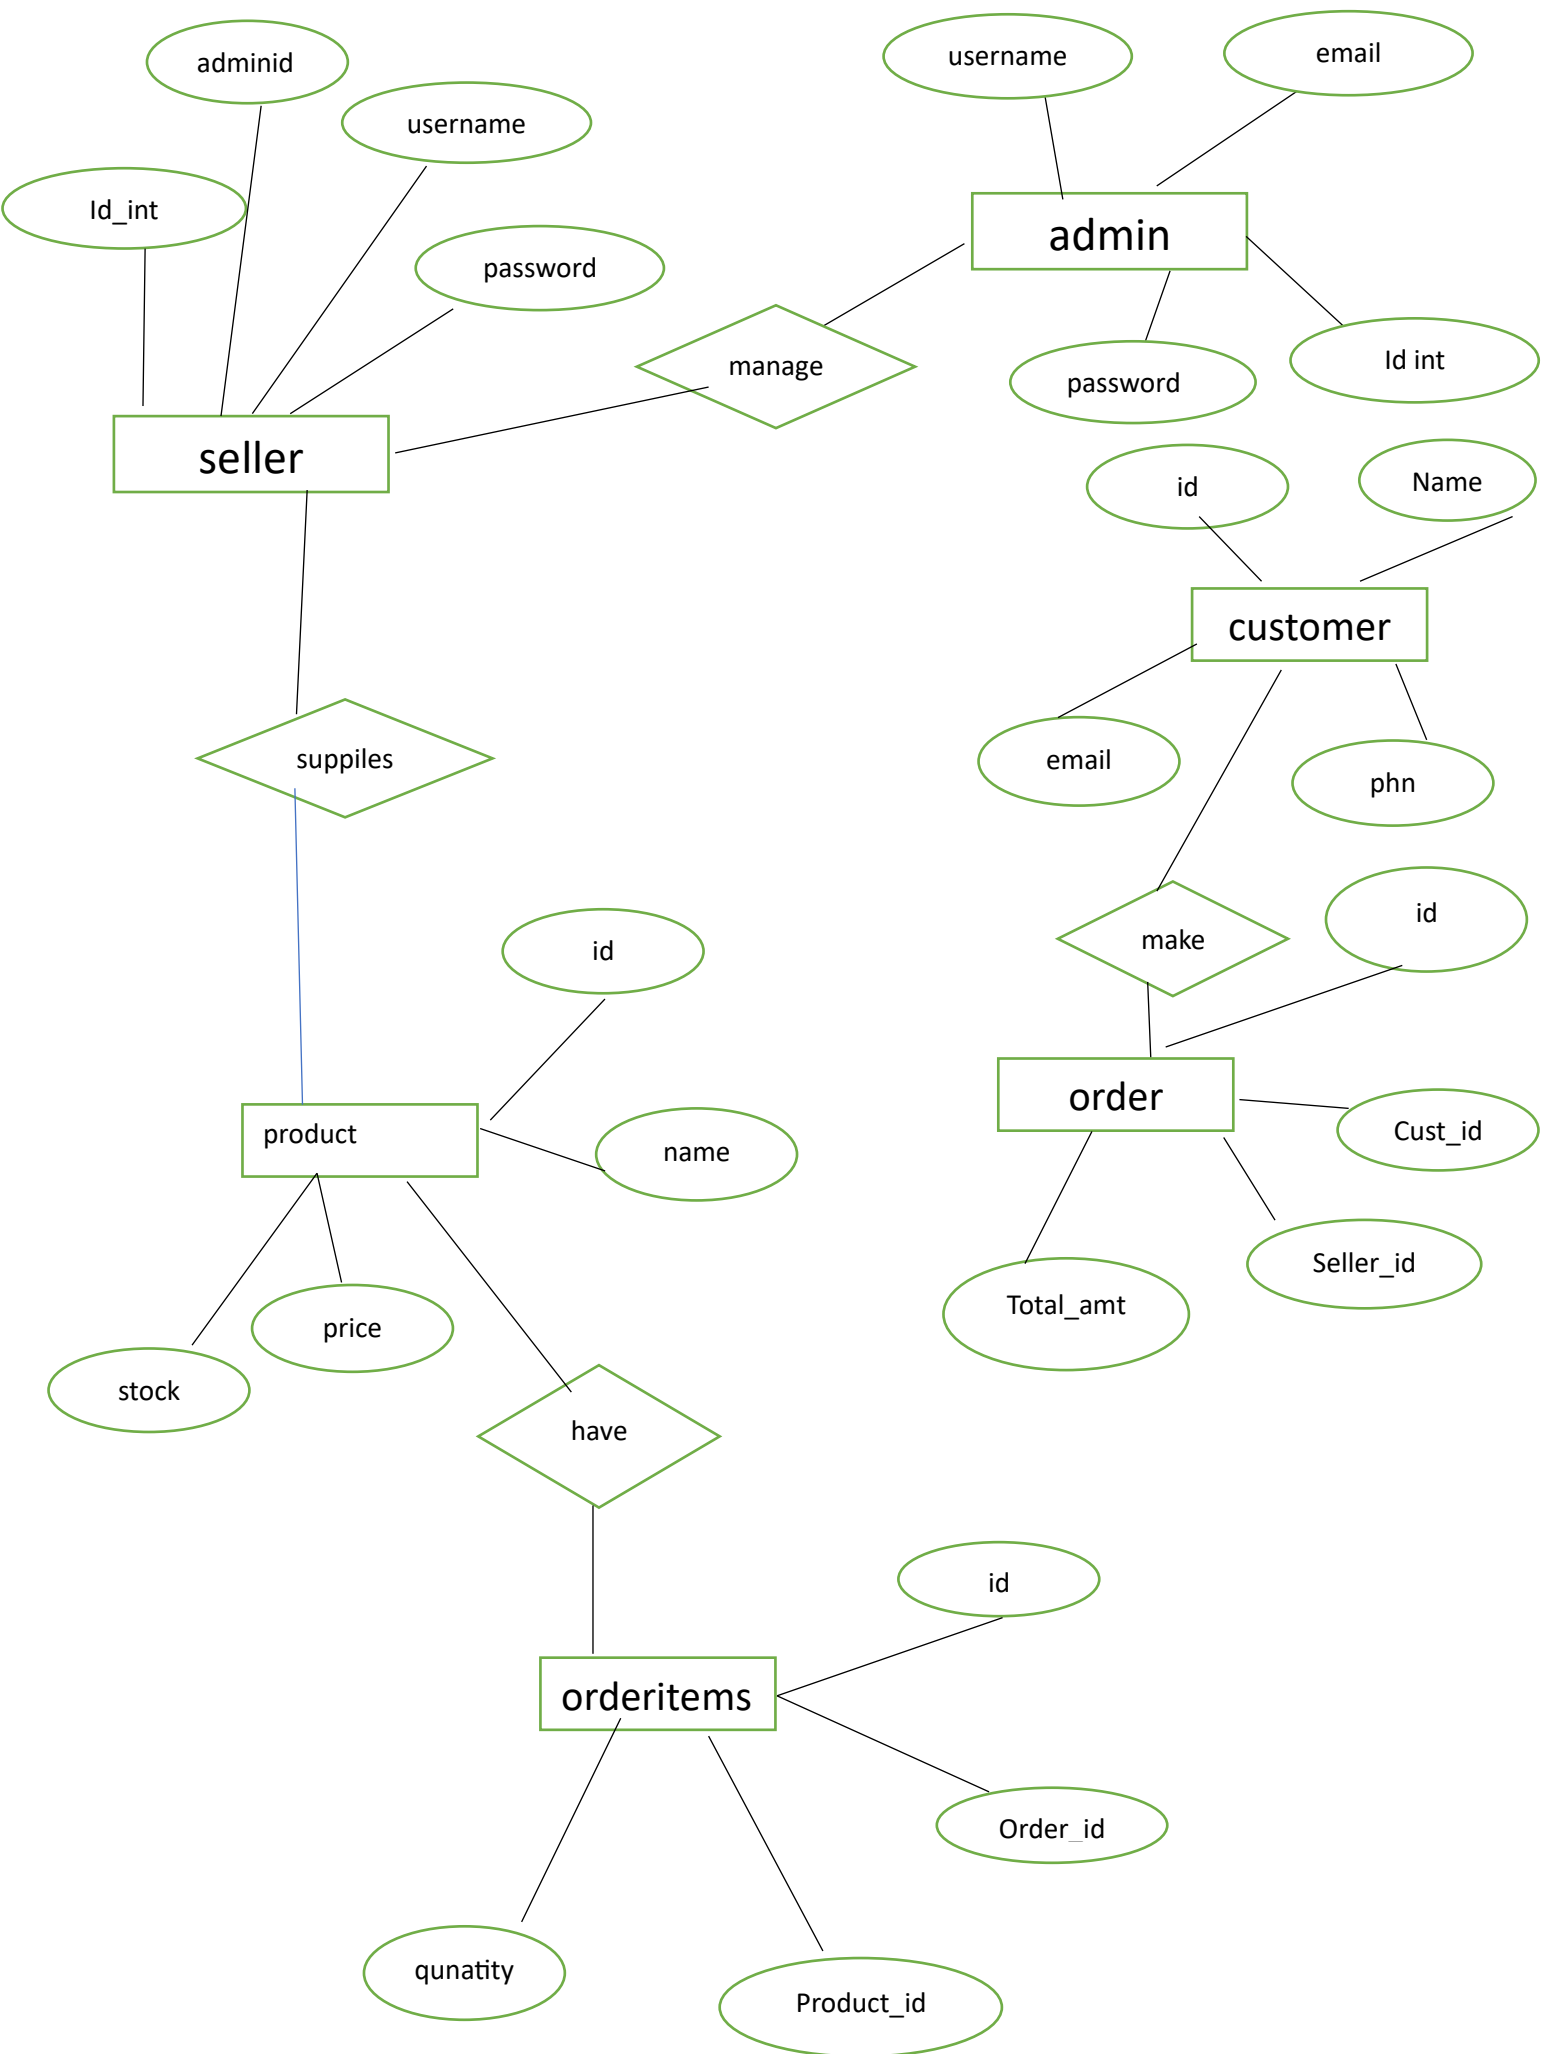 adminid
username
email
username
Id_int
admin
password
manage
Id int
password
seller
id
Name
customer
suppiles
email
phn
id
make
id
order
product
name
Cust_id
Seller_id
Total_amt
price
stock
have
id
orderitems
Order_id
qunatity
Product_id